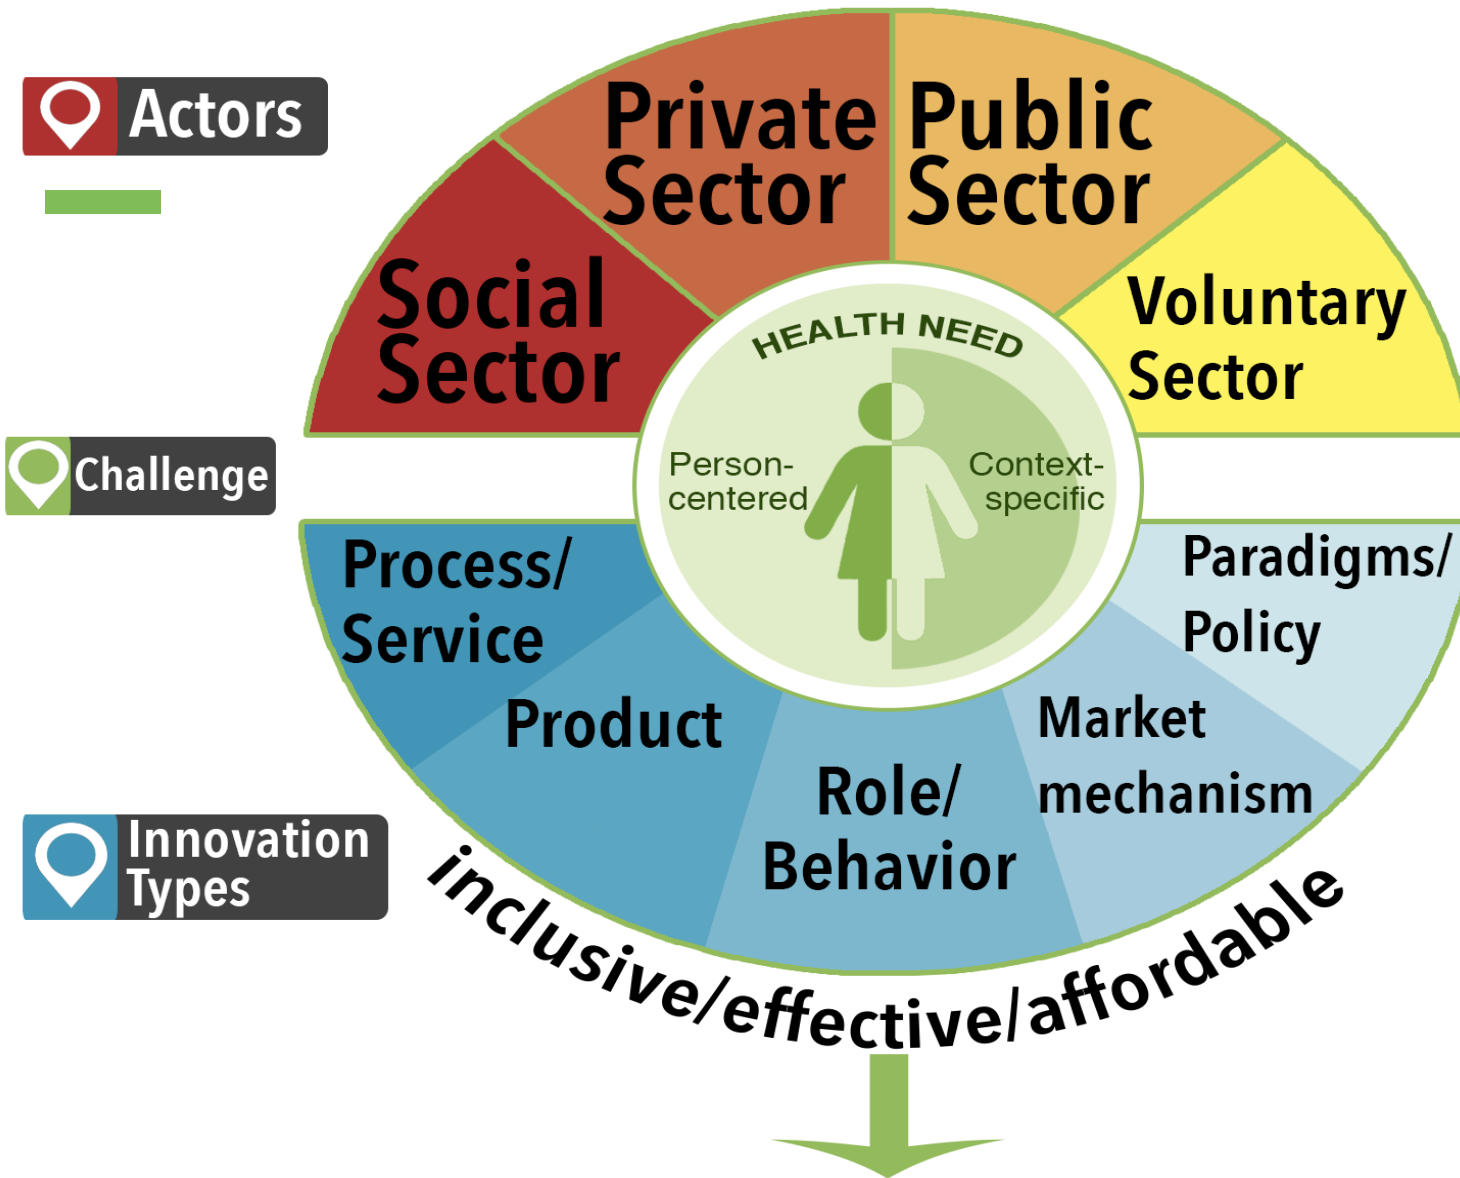 Actors
Private
Sector
Public
Sector
Social
Sector
Voluntary
Sector
HEALTH NEED
Person-
centered
Context-
specific
Challenge
Process/
Service
Product
Role/
Behavior
Market
mechanism
Paradigms/
Policy
Innovation
Types
inclusive/effective/affordable